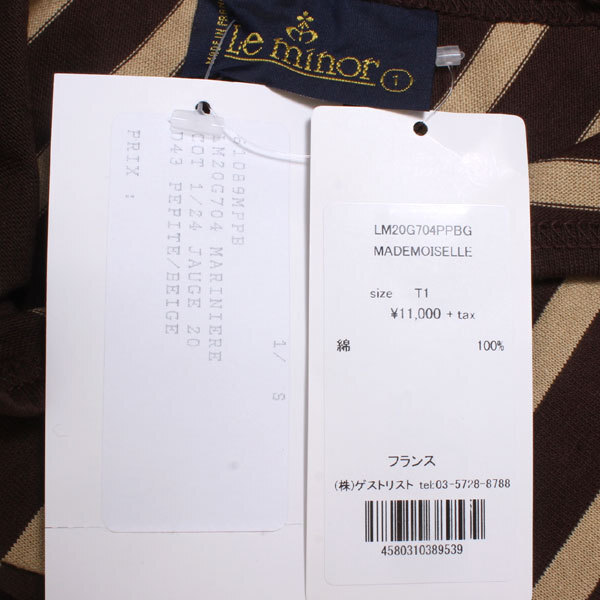 MADE IN FRANCE
Le minor
1
61089MPPB 1/ S
LM20G704 MARINIERE
COT 1/24 JAUGE 20
D43 PEPITE/BEIGE
PRIX :
LM20G704PPBG
MADEMOISELLE
size T1
¥11,000 + tax
綿 100%
フランス
(株)ゲストリスト tel:03-5728-8788
4580310389539